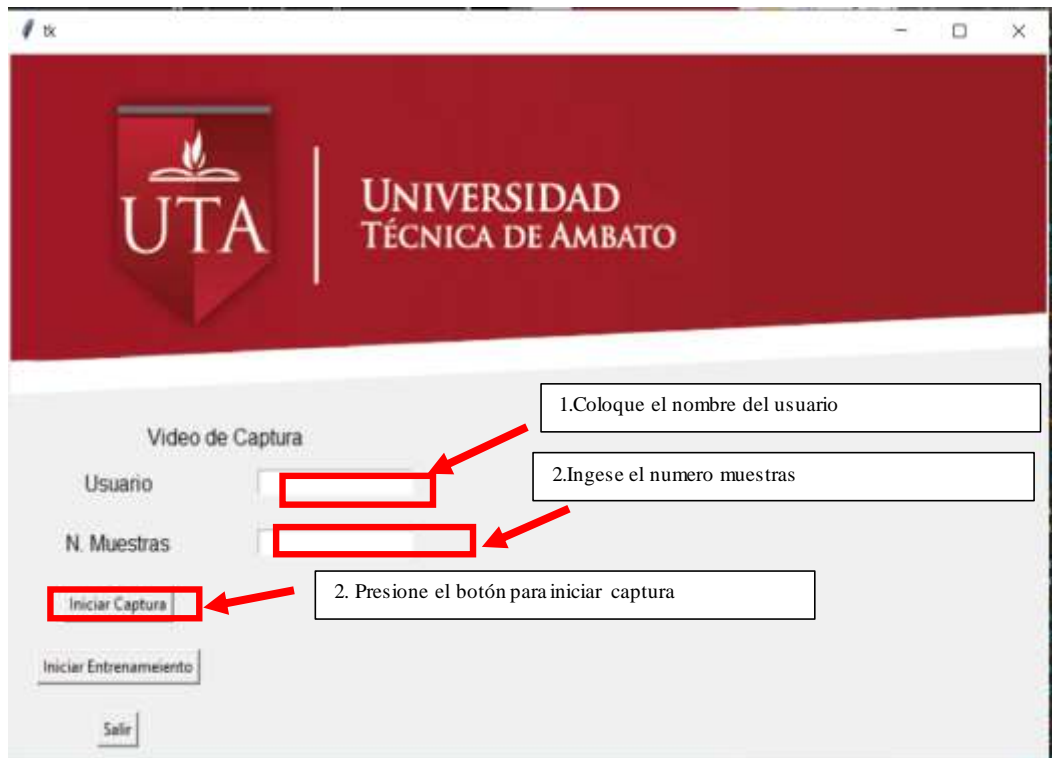 tk
UTA
UNIVERSIDAD
TÉCNICA DE AMBATO
1.Coloque el nombre del usuario
Video de Captura
Usuario
2.Ingese el numero muestras
N. Muestras
2. Presione el botón para iniciar captura
Iniciar Captura
Iniciar Entrenameiento
Salir